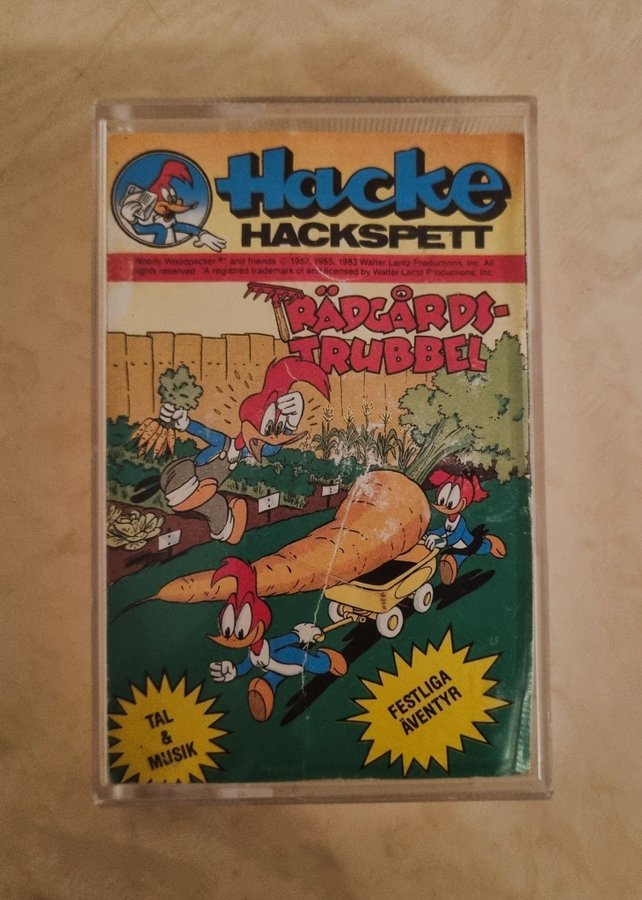 Hacke
HACKSPETT
Woody Woodpecker ®* and friends © 1957, 1955, 1983 Walter Lantz Productions, Inc. All
rights reserved. *A registred trademark of and licensed by Walter Lantz Productions, Inc.
TRÄDGÅRDS-
TRUBBEL
TAL
&
MUSIK
FESTLIGA
ÄVENTYR